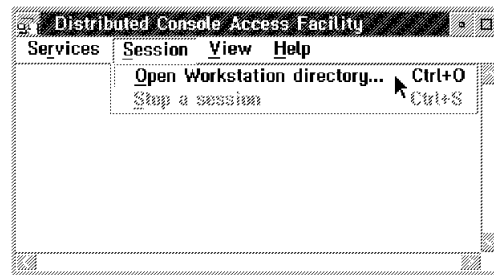 Distributed Console Access Facility
Services Session View Help
Open Workstation directory... Ctrl+O
Stop a session Ctrl+S